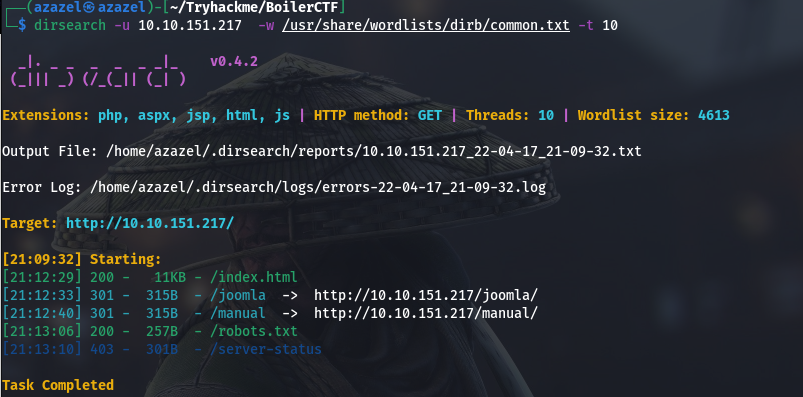 ┌──(azazel㉿azazel)-[~/Tryhackme/BoilerCTF]
└─$ dirsearch -u 10.10.151.217  -w /usr/share/wordlists/dirb/common.txt -t 10

  _|. _ _  _  _  _ _|_    v0.4.2
 (_||| _) (/_(_|| (_| )

Extensions: php, aspx, jsp, html, js | HTTP method: GET | Threads: 10 | Wordlist size: 4613

Output File: /home/azazel/.dirsearch/reports/10.10.151.217_22-04-17_21-09-32.txt

Error Log: /home/azazel/.dirsearch/logs/errors-22-04-17_21-09-32.log

Target: http://10.10.151.217/

[21:09:32] Starting:
[21:12:29] 200 -   11KB - /index.html
[21:12:33] 301 -  315B  - /joomla  ->  http://10.10.151.217/joomla/
[21:12:40] 301 -  315B  - /manual  ->  http://10.10.151.217/manual/
[21:13:06] 200 -  257B  - /robots.txt
[21:13:10] 403 -  301B  - /server-status

Task Completed